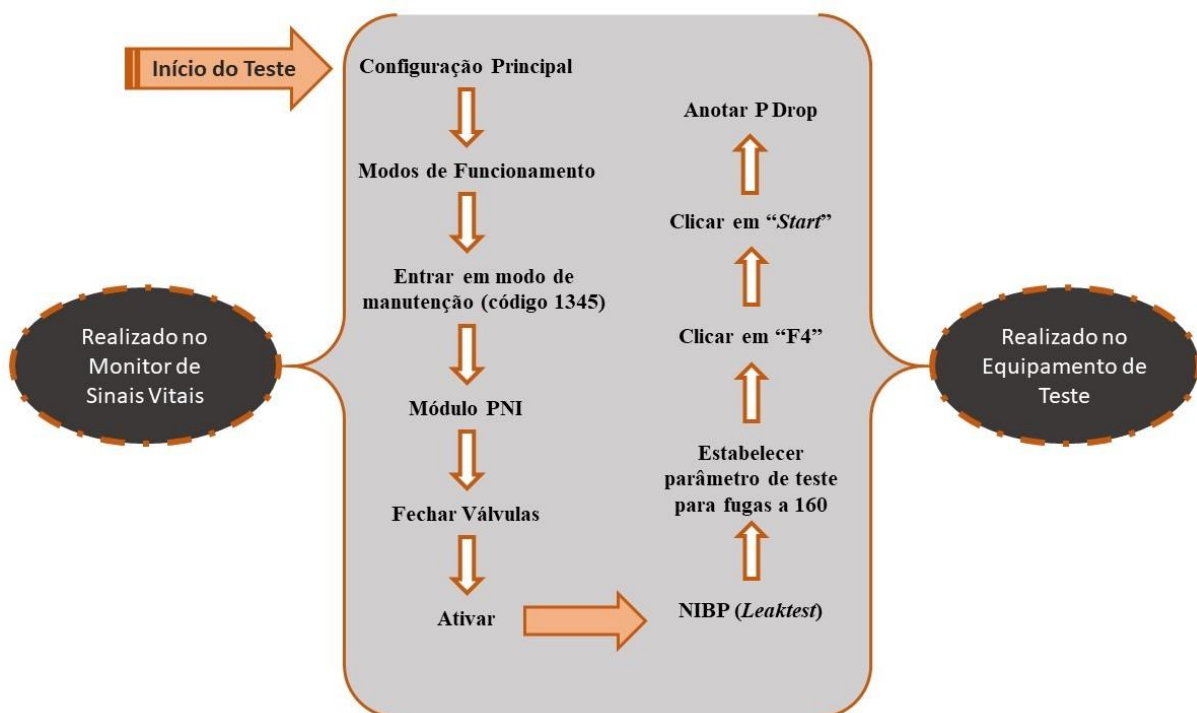 Início do Teste
Configuração Principal
Modos de Funcionamento
Entrar em modo de
manutenção (código 1345)
Módulo PNI
Fechar Válvulas
Ativar
Realizado no
Monitor de
Sinais Vitais
NIBP (Leaktest)
Estabelecer
parâmetro de teste
para fugas a 160
Clicar em “F4”
Clicar em “Start”
Anotar P Drop
Realizado no
Equipamento de
Teste